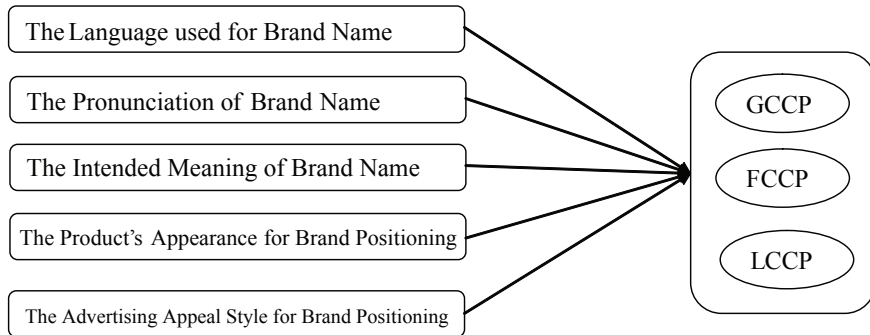 The Language used for Brand Name
The Pronunciation of Brand Name
The Intended Meaning of Brand Name
The Product's Appearance for Brand Positioning
The Advertising Appeal Style for Brand Positioning
GCCP
FCCP
LCCP